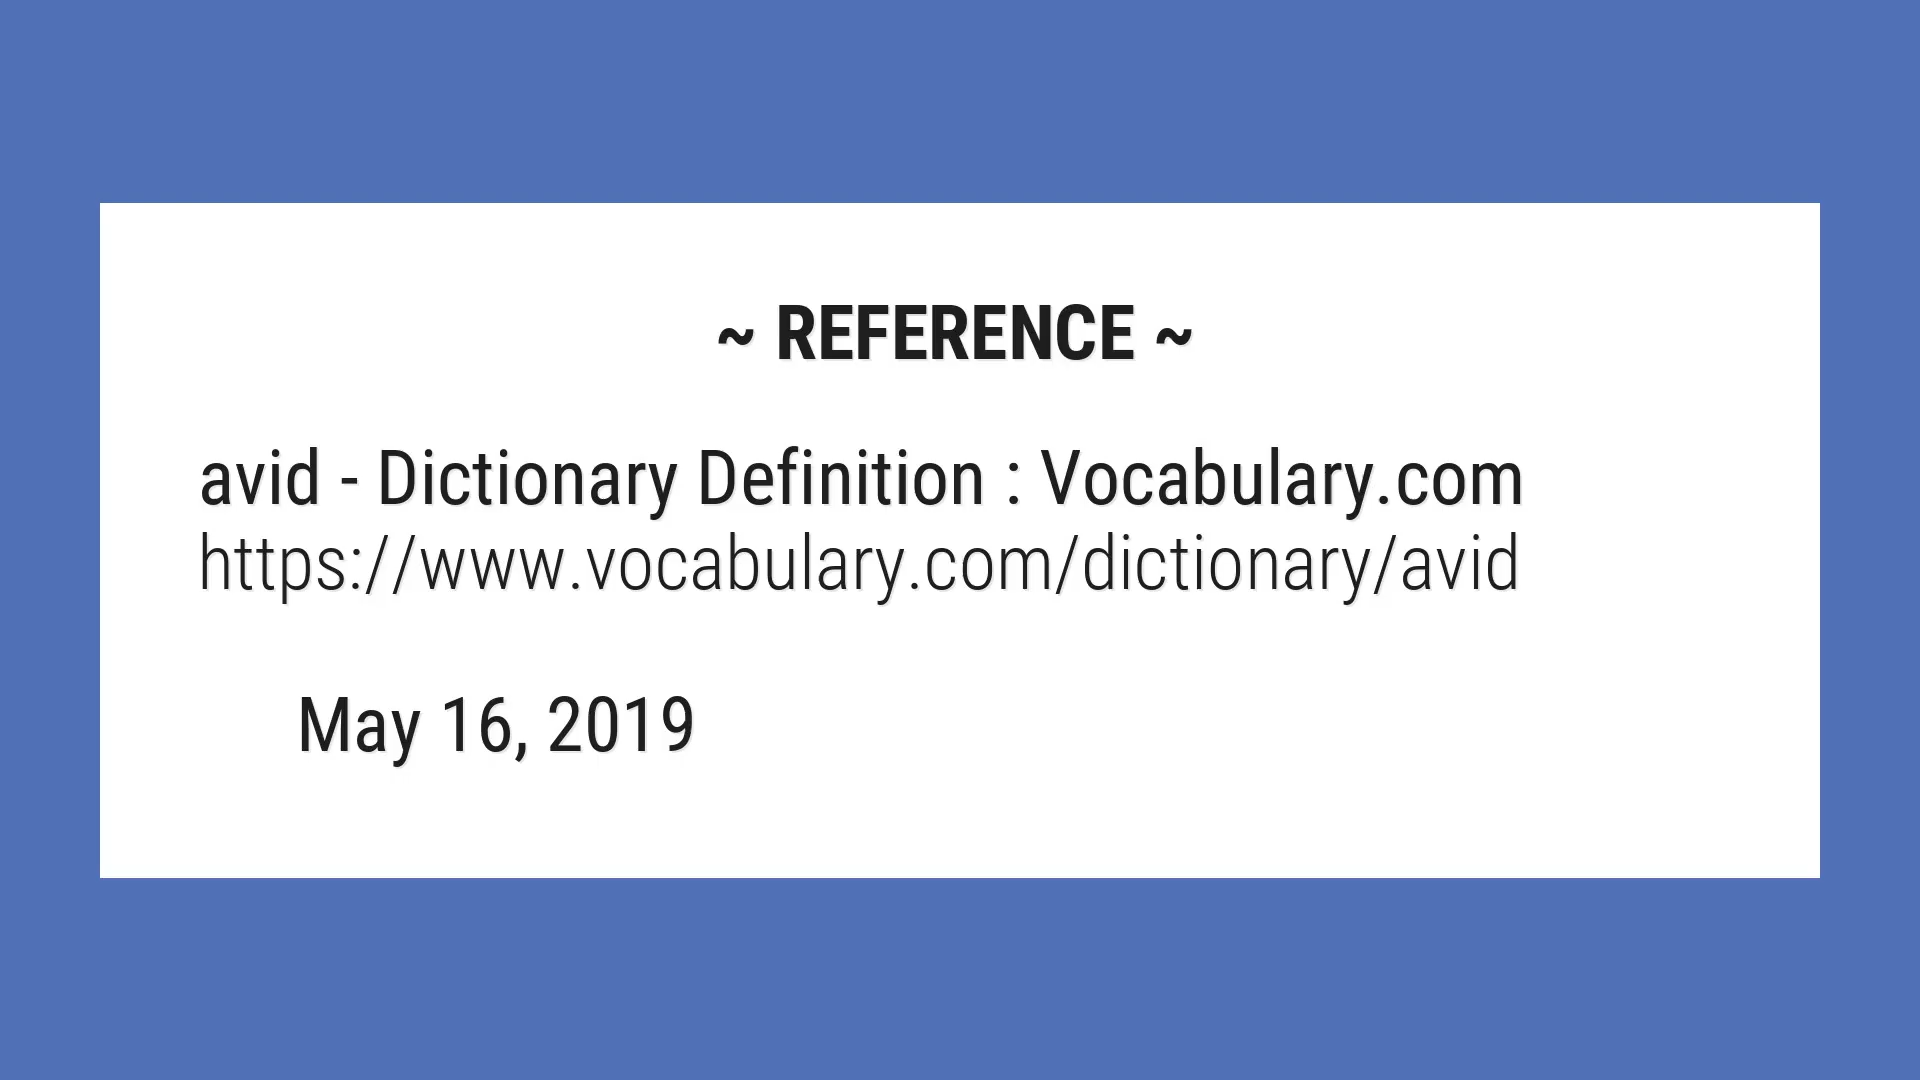 ~ REFERENCE ~
avid - Dictionary Definition : Vocabulary.com
https://www.vocabulary.com/dictionary/avid
May 16, 2019